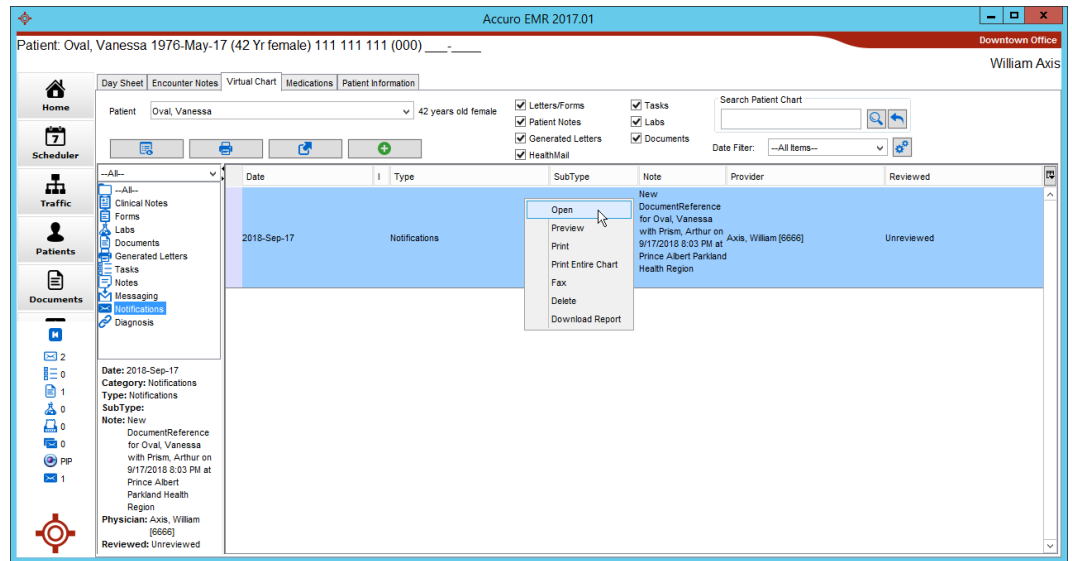 Accuro EMR 2017.01
Patient: Oval, Vanessa 1976-May-17 (42 Yr female) 111 111 111 (000) ___-____
Downtown Office
William Axis
Home
7
Scheduler
Traffic
Patients
Documents
2
0
1
0
0
0
PIP
1
Day Sheet Encounter Notes Virtual Chart Medications Patient Information
Patient Oval, Vanessa 42 years old female
Letters/Forms
Patient Notes
Generated Letters
HealthMail
Tasks
Labs
Documents
Search Patient Chart
Date Filter: --All Items--
--All--
--All--
Clinical Notes
Forms
Labs
Documents
Generated Letters
Tasks
Notes
Messaging
Notifications
Diagnosis
Date: 2018-Sep-17
Category: Notifications
Type: Notifications
SubType:
Note: New
DocumentReference
for Oval, Vanessa
with Prism, Arthur on
9/17/2018 8:03 PM at
Prince Albert
Parkland Health
Region
Physician: Axis, William
[6666]
Reviewed: Unreviewed
Date I Type SubType Note Provider Reviewed
2018-Sep-17 Notifications
New
DocumentReference
for Oval, Vanessa
with Prism, Arthur on
9/17/2018 8:03 PM at
Prince Albert Parkland
Health Region
Axis, William [6666] Unreviewed
Open
Preview
Print
Print Entire Chart
Fax
Delete
Download Report